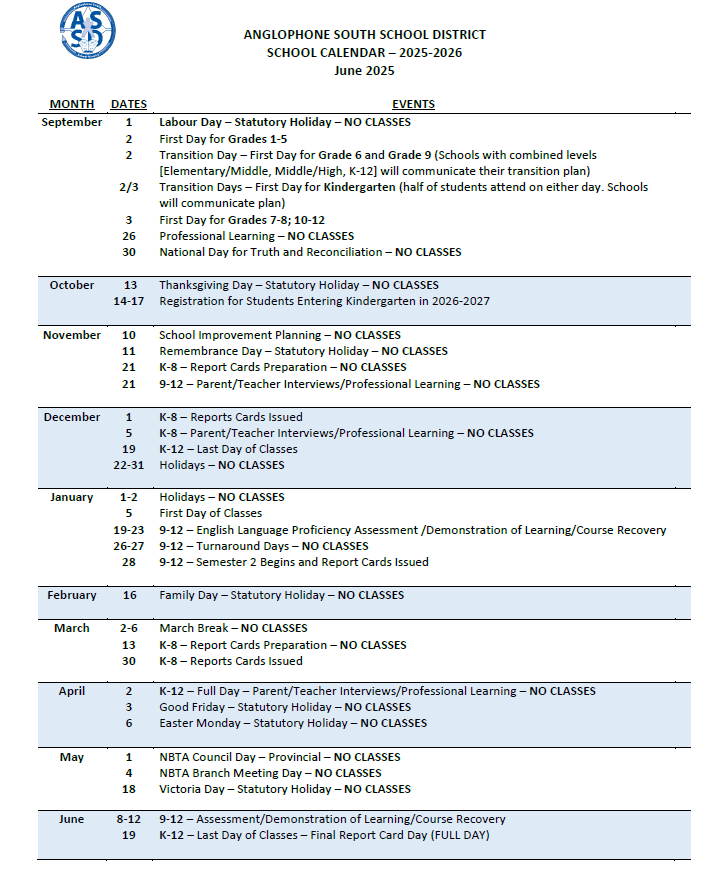 ASSD
ANGLOPHONE SOUTH SCHOOL DISTRICT
SCHOOL CALENDAR – 2025-2026
June 2025
MONTH DATES EVENTS
September 1 Labour Day – Statutory Holiday – NO CLASSES
2 First Day for Grades 1-5
2 Transition Day – First Day for Grade 6 and Grade 9 (Schools with combined levels
[Elementary/Middle, Middle/High, K-12] will communicate their transition plan)
2/3 Transition Days – First Day for Kindergarten (half of students attend on either day. Schools
will communicate plan)
3 First Day for Grades 7-8; 10-12
26 Professional Learning – NO CLASSES
30 National Day for Truth and Reconciliation – NO CLASSES
October 13 Thanksgiving Day – Statutory Holiday – NO CLASSES
14-17 Registration for Students Entering Kindergarten in 2026-2027
November 10 School Improvement Planning – NO CLASSES
11 Remembrance Day – Statutory Holiday – NO CLASSES
21 K-8 – Report Cards Preparation – NO CLASSES
21 9-12 – Parent/Teacher Interviews/Professional Learning – NO CLASSES
December 1 K-8 – Reports Cards Issued
5 K-8 – Parent/Teacher Interviews/Professional Learning – NO CLASSES
19 K-12 – Last Day of Classes
22-31 Holidays – NO CLASSES
January 1-2 Holidays – NO CLASSES
5 First Day of Classes
19-23 9-12 – English Language Proficiency Assessment /Demonstration of Learning/Course Recovery
26-27 9-12 – Turnaround Days – NO CLASSES
28 9-12 – Semester 2 Begins and Report Cards Issued
February 16 Family Day – Statutory Holiday – NO CLASSES
March 2-6 March Break – NO CLASSES
13 K-8 – Report Cards Preparation – NO CLASSES
30 K-8 – Reports Cards Issued
April 2 K-12 – Full Day – Parent/Teacher Interviews/Professional Learning – NO CLASSES
3 Good Friday – Statutory Holiday – NO CLASSES
6 Easter Monday – Statutory Holiday – NO CLASSES
May 1 NBTA Council Day – Provincial – NO CLASSES
4 NBTA Branch Meeting Day – NO CLASSES
18 Victoria Day – Statutory Holiday – NO CLASSES
June 8-12 9-12 – Assessment/Demonstration of Learning/Course Recovery
19 K-12 – Last Day of Classes – Final Report Card Day (FULL DAY)